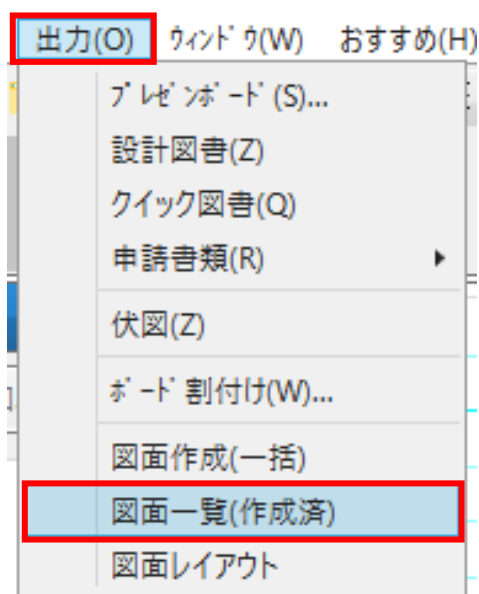 出力(O) ｳｨﾝﾄﾞｳ(W) おすすめ(H)
ﾌﾟﾚｾﾞﾝﾎﾞｰﾄﾞ(S)...
設計図書(Z)
クイック図書(Q)
申請書類(R)
伏図(Z)
ﾎﾞｰﾄﾞ割付け(W)...
図面作成(一括)
図面一覧(作成済)
図面レイアウト